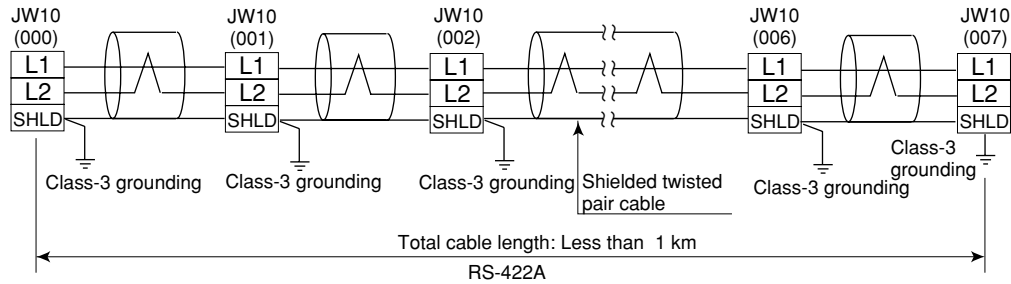 JW10 JW10 JW10 JW10 JW10
(000) (001) (002) (006) (007)
L1 L1 L1 L1 L1
L2 L2 L2 L2 L2
SHLD SHLD SHLD SHLD SHLD
Class-3 grounding
Class-3 grounding
Class-3 grounding
Shielded twisted
pair cable
Class-3 grounding
Class-3
grounding
Total cable length: Less than 1 km
RS-422A